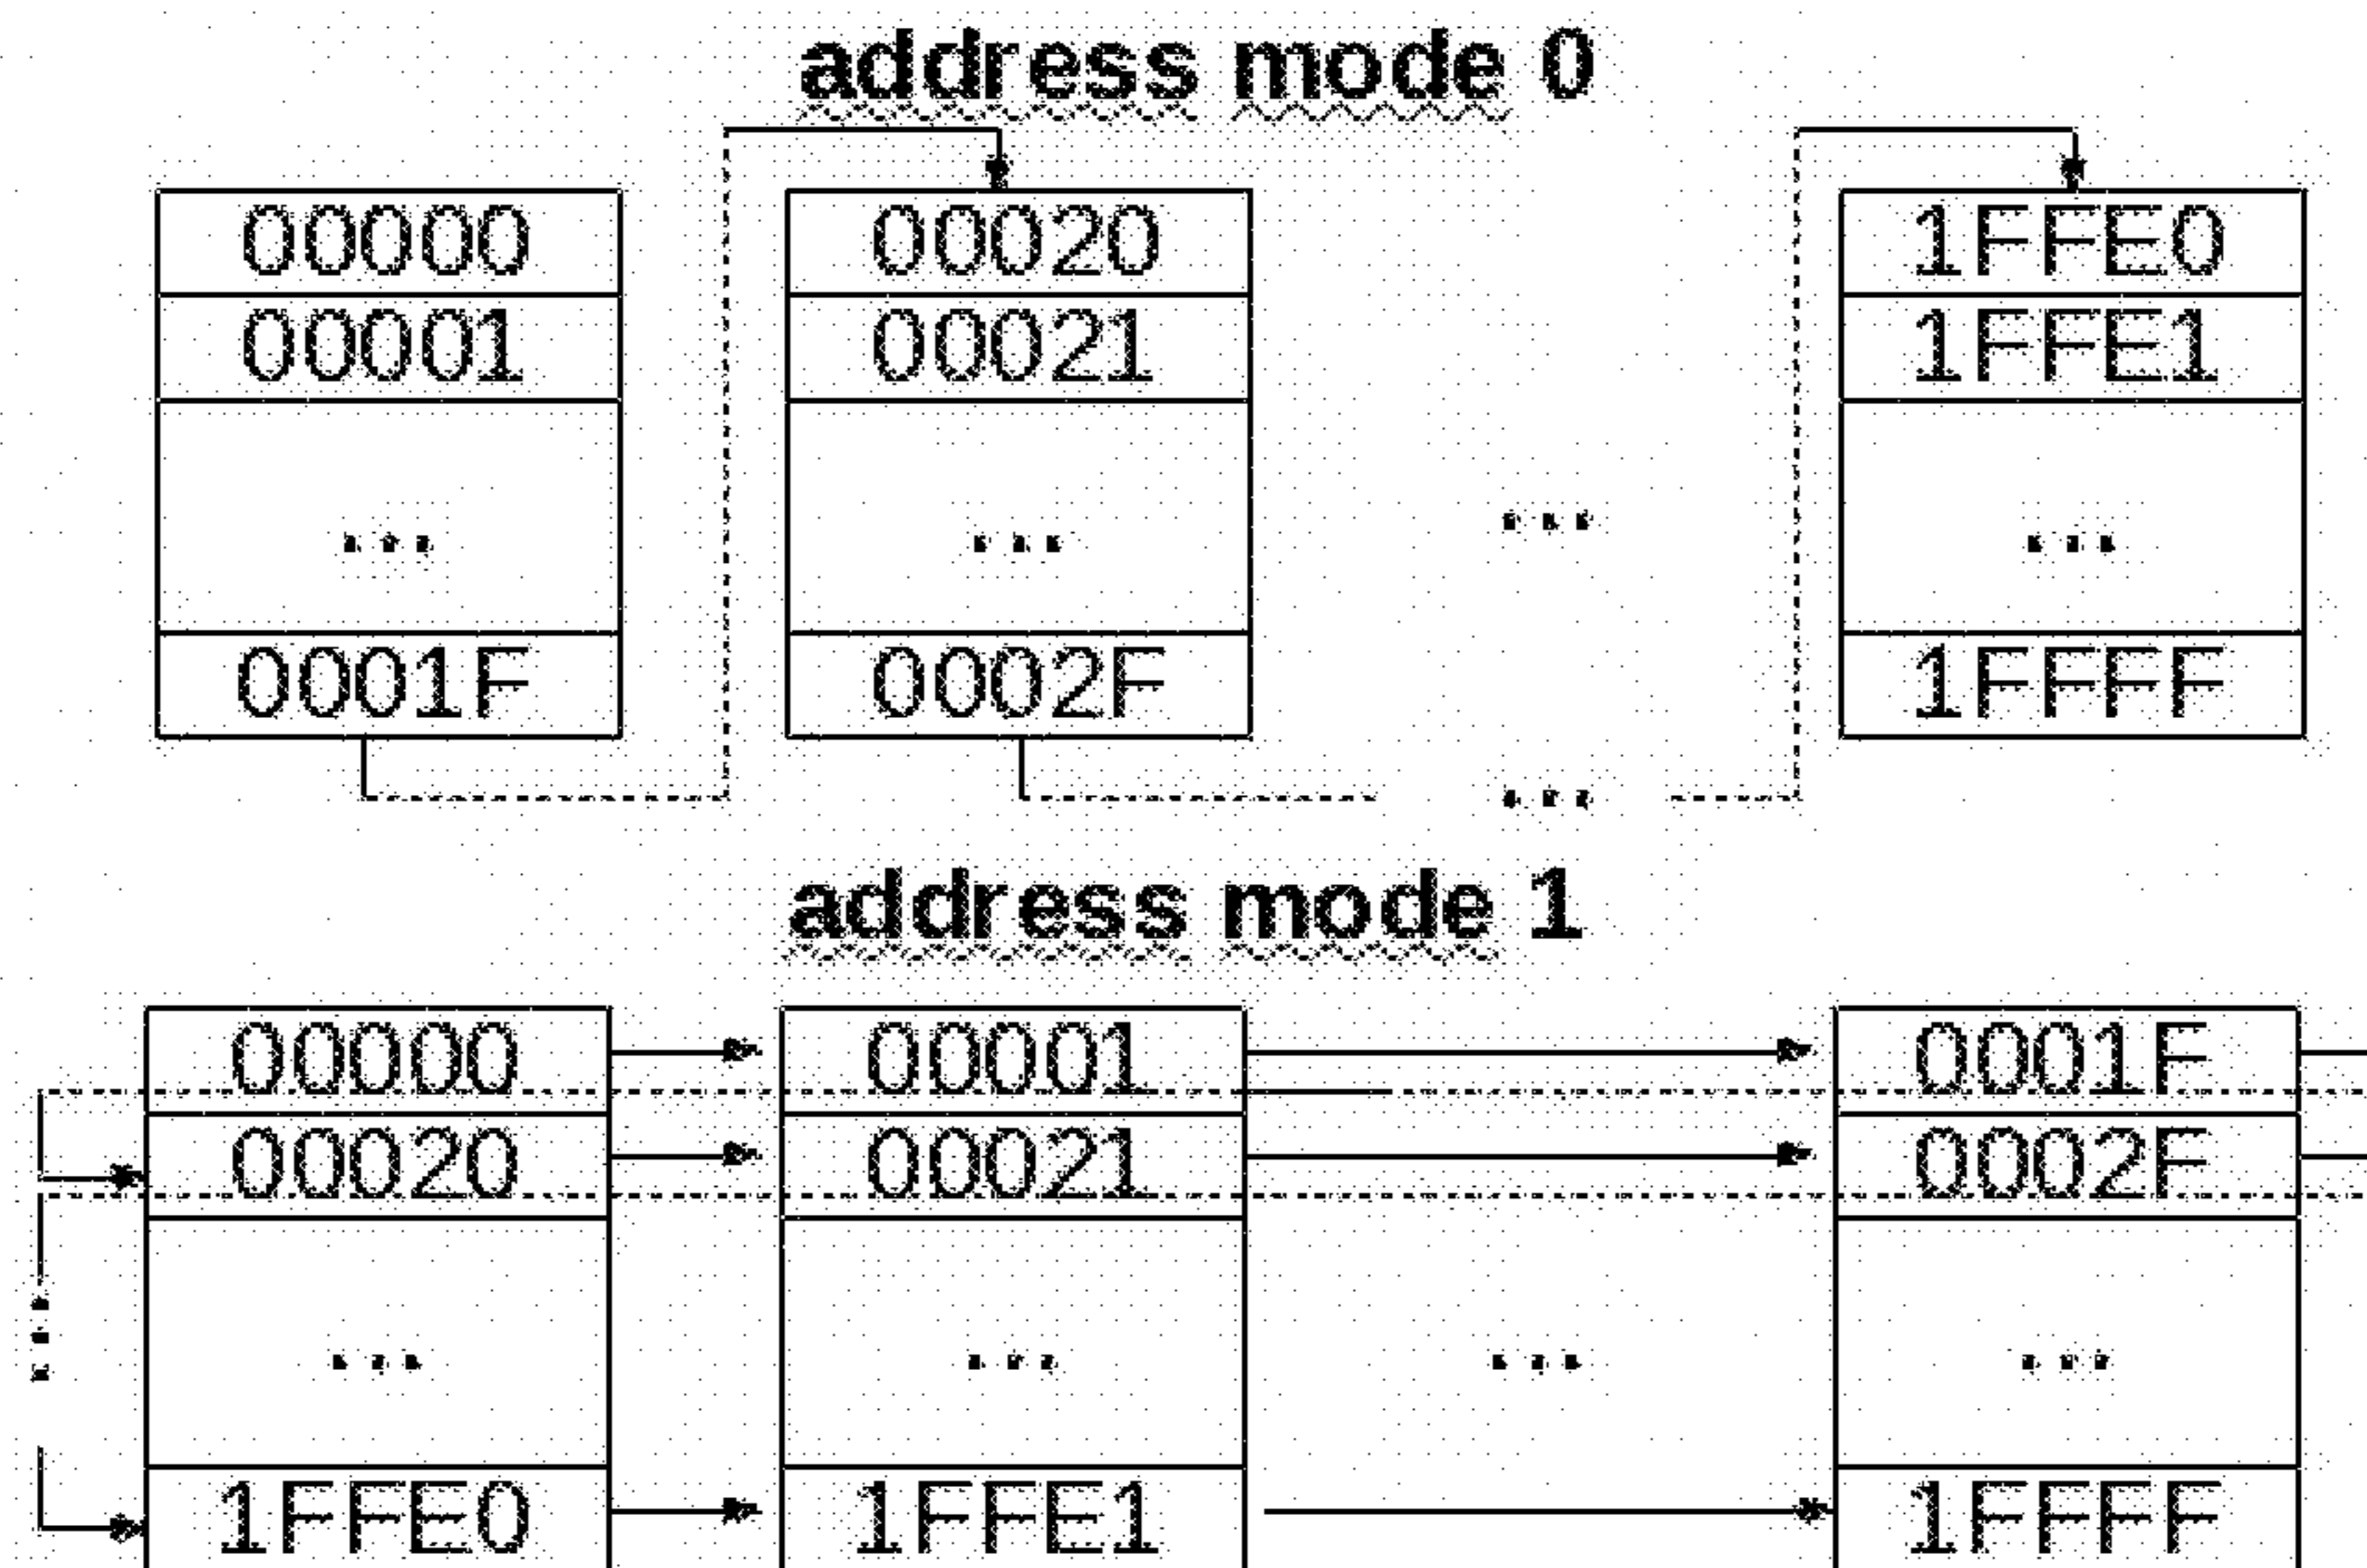 address mode 0
00000 00020 1FFE0
00001 00021 1FFE1
... ... ... ...
0001F 0002F 1FFFF
...
address mode 1
00000 00001 0001F
00020 00021 0002F
... ... ... ...
1FFE0 1FFE1 1FFFF